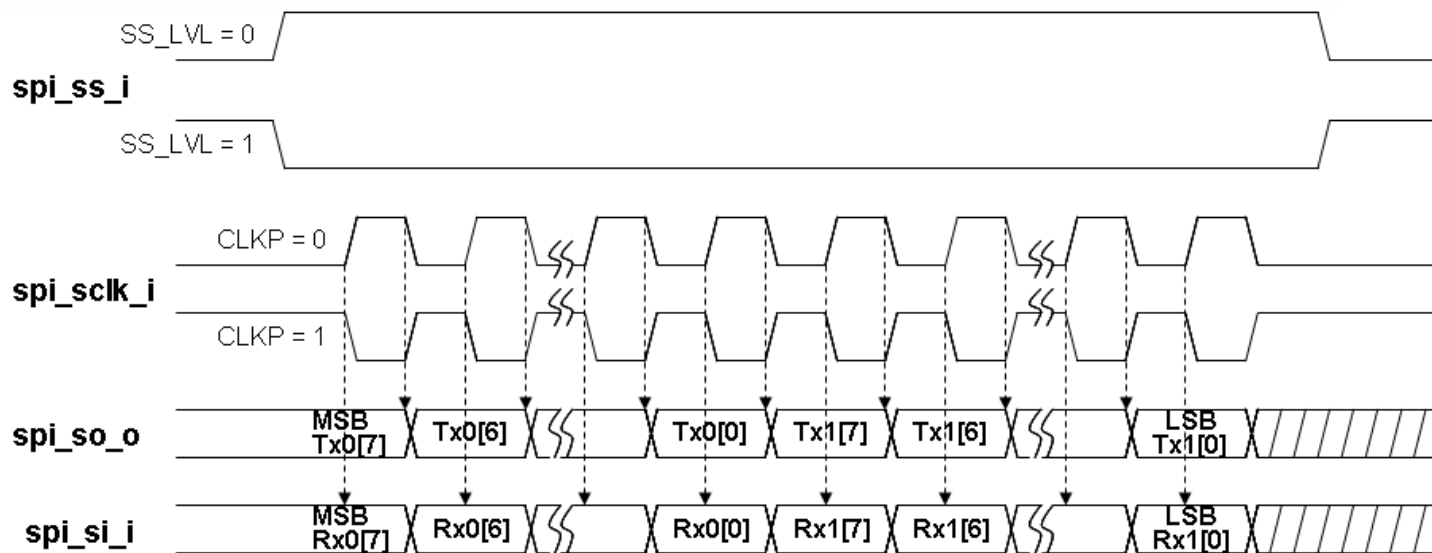 SS_LVL = 0
spi_ss_i
SS_LVL = 1
CLKP = 0
spi_sclk_i
CLKP = 1
spi_so_o
MSB
Tx0[7]
Tx0[6]
Tx0[0]
Tx1[7]
Tx1[6]
LSB
Tx1[0]
spi_si_i
MSB
Rx0[7]
Rx0[6]
Rx0[0]
Rx1[7]
Rx1[6]
LSB
Rx1[0]